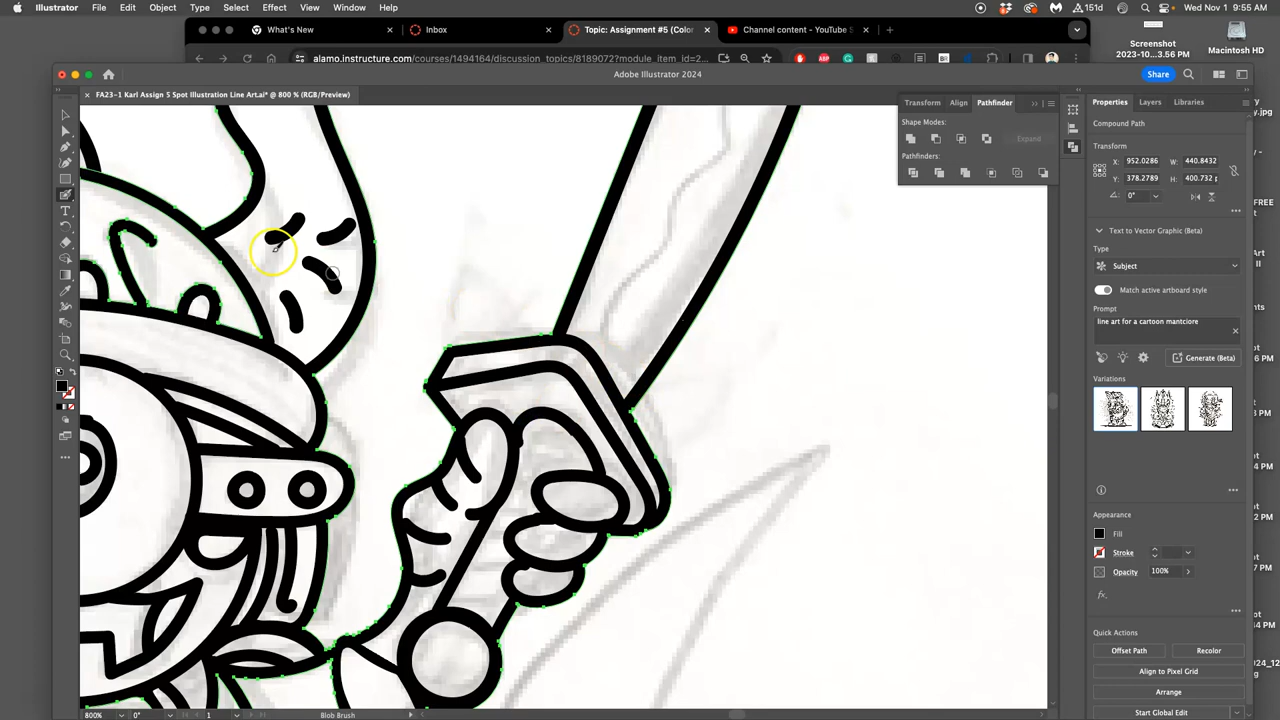 Illustrator File Edit Object Type Select Effect View Window Help
151d Wed Nov 1 9:55 AM
What's New
Inbox
Topic: Assignment #5 (Color
Channel content - YouTube S
alamo.instructure.com/courses/1494164/discussion_topics/8189072?module_item_id=2...
Screenshot
2023-10...3.56 PM
Macintosh HD
Adobe Illustrator 2024
Share
FA23-1 Karl Assign 5 Spot Illustration Line Art.ai* @ 800 % (RGB/Preview)
Transform Align Pathfinder
Shape Modes:
Expand
Pathfinders:
Properties Layers Libraries
Compound Path
Transform
X: 952.0286 W: 440.8432
Y: 378.2789 H: 400.732 p
0°
Text to Vector Graphic (Beta)
Type
Subject
Match active artboard style
Prompt
line art for a cartoon mantciore
Generate (Beta)
Variations
Appearance
Fill
Stroke
Opacity 100%
Quick Actions
Offset Path Recolor
Align to Pixel Grid
Arrange
Start Global Edit
800% 0° 1 Blob Brush